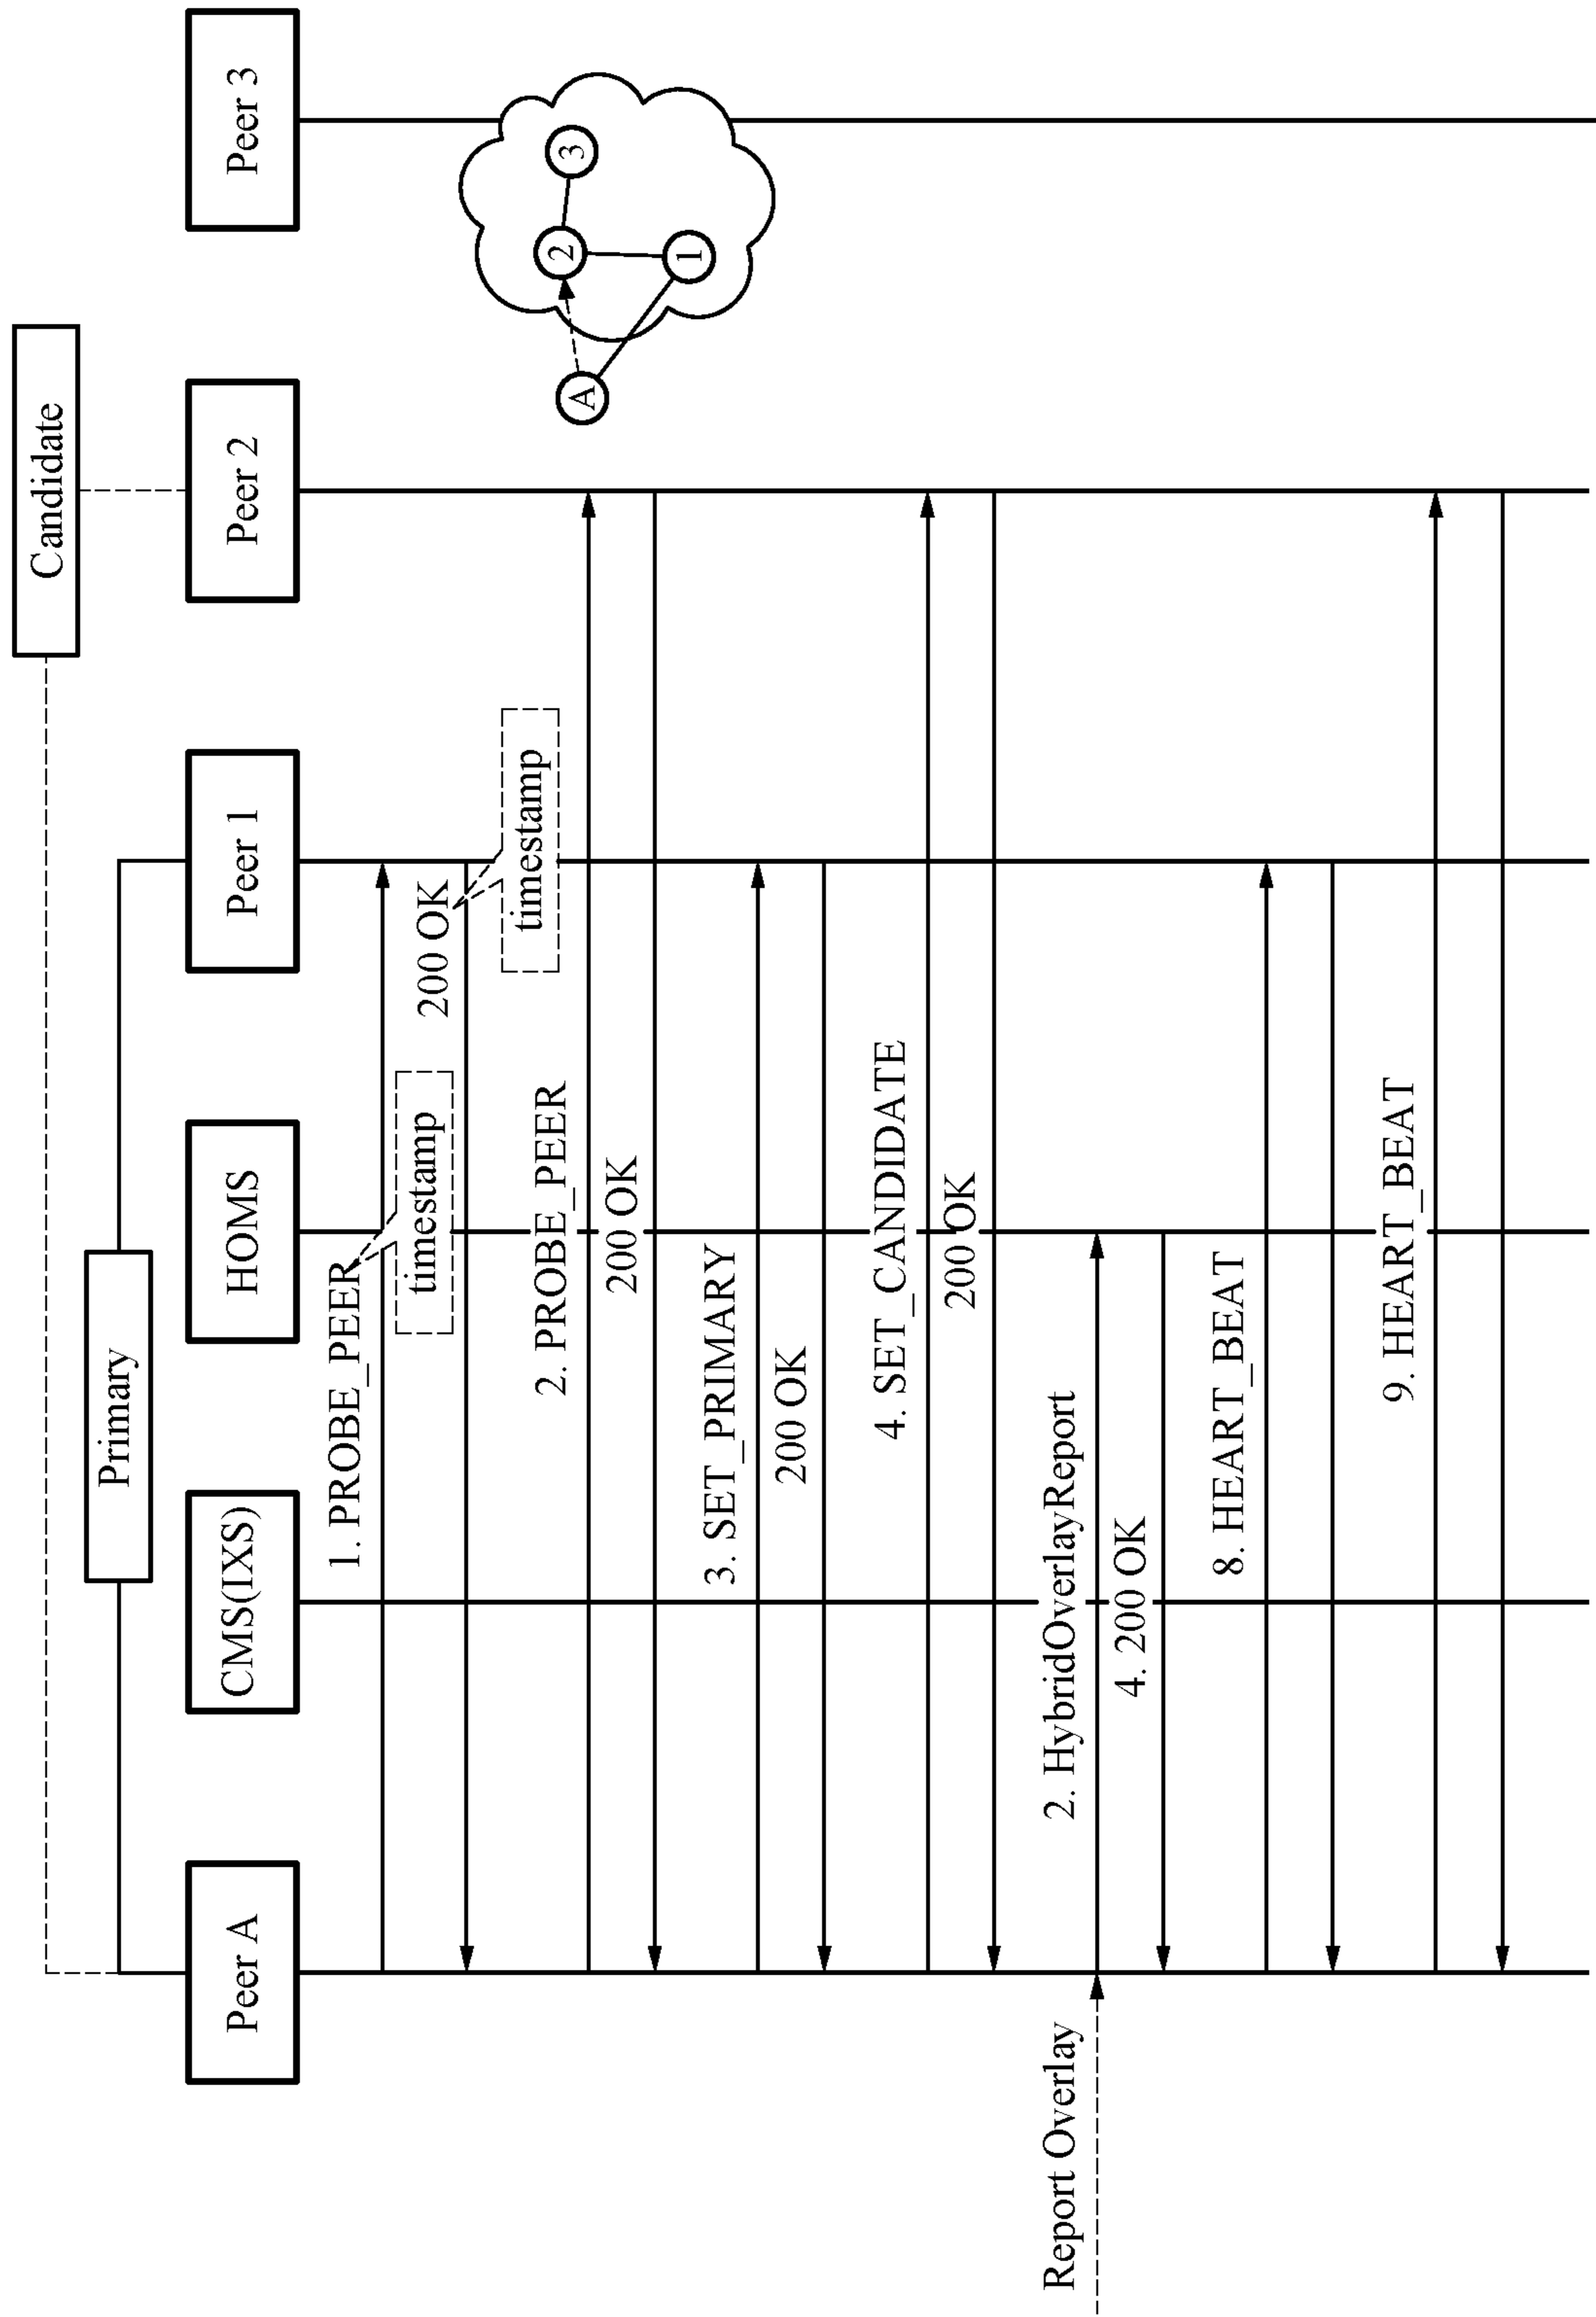 Candidate
Primary
Peer A
CMS(IXS)
HOMS
Peer 1
Peer 2
Peer 3
1. PROBE_PEER
timestamp
200 OK
timestamp
2. PROBE_PEER
200 OK
A
1
2
3
3. SET_PRIMARY
200 OK
4. SET_CANDIDATE
200 OK
Report Overlay
2. HybridOverlayReport
4. 200 OK
8. HEART_BEAT
9. HEART_BEAT